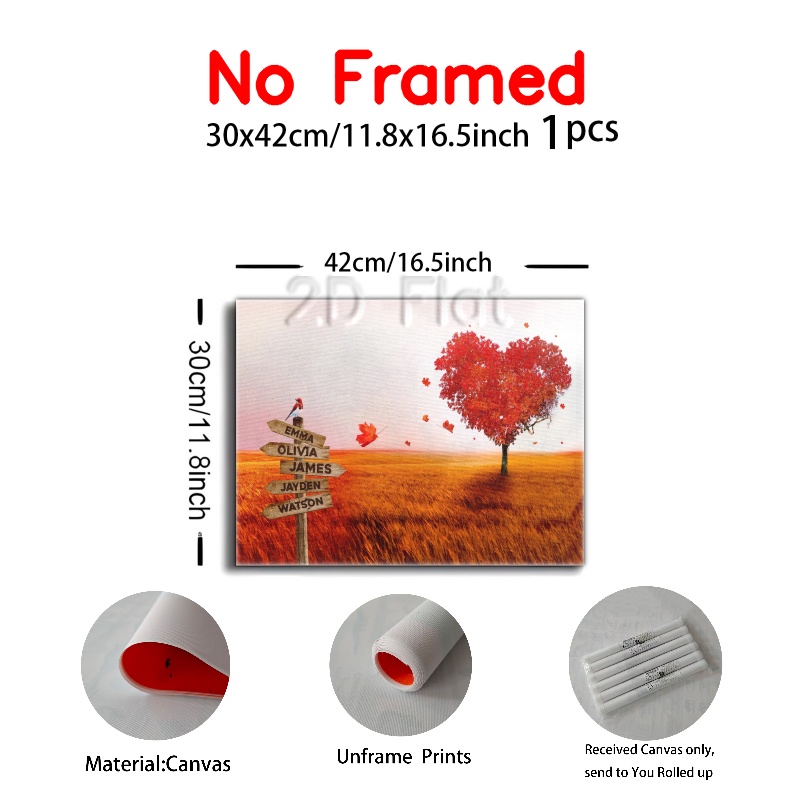 No Framed
30x42cm/11.8x16.5inch 1pcs
42cm/16.5inch
2D Flat
30cm/11.8inch
EMMA
OLIVIA
JAMES
JAYDEN
WATSON
Material:Canvas
Unframe Prints
Received Canvas only,
send to You Rolled up